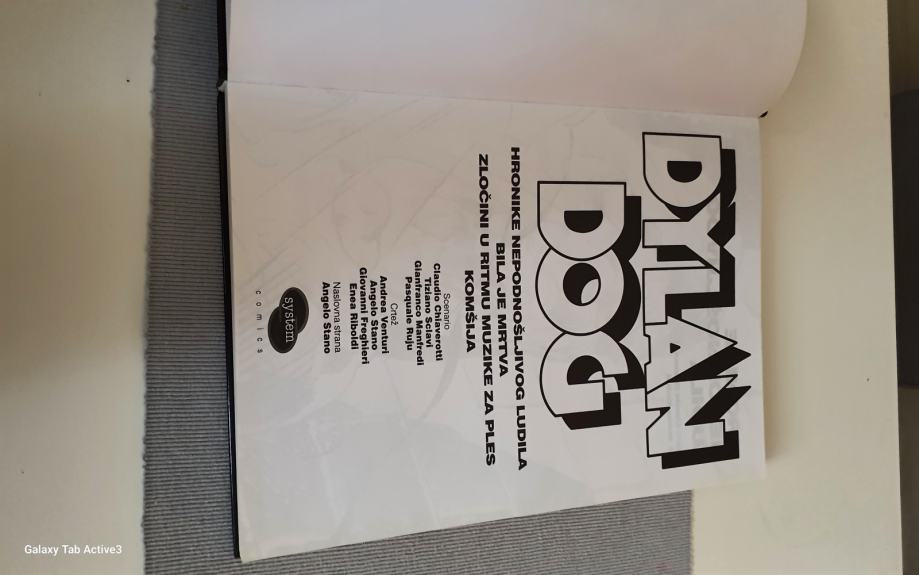 DYLAN
DOG
HRONIKE NEPODNOŠLJIVOG LUDILA
BILA JE MRTVA
ZLOČINI U RITMU MUZIKE ZA PLES
KOMŠIJA
Scenario
Claudio Chiaverotti
Tiziano Sclavi
Gianfranco Manfredi
Pasquale Ruju
Crtež
Andrea Venturi
Angelo Stano
Giovanni Freghieri
Enea Riboldi
Naslovna strana
Angelo Stano
system
comics
Galaxy Tab Active3